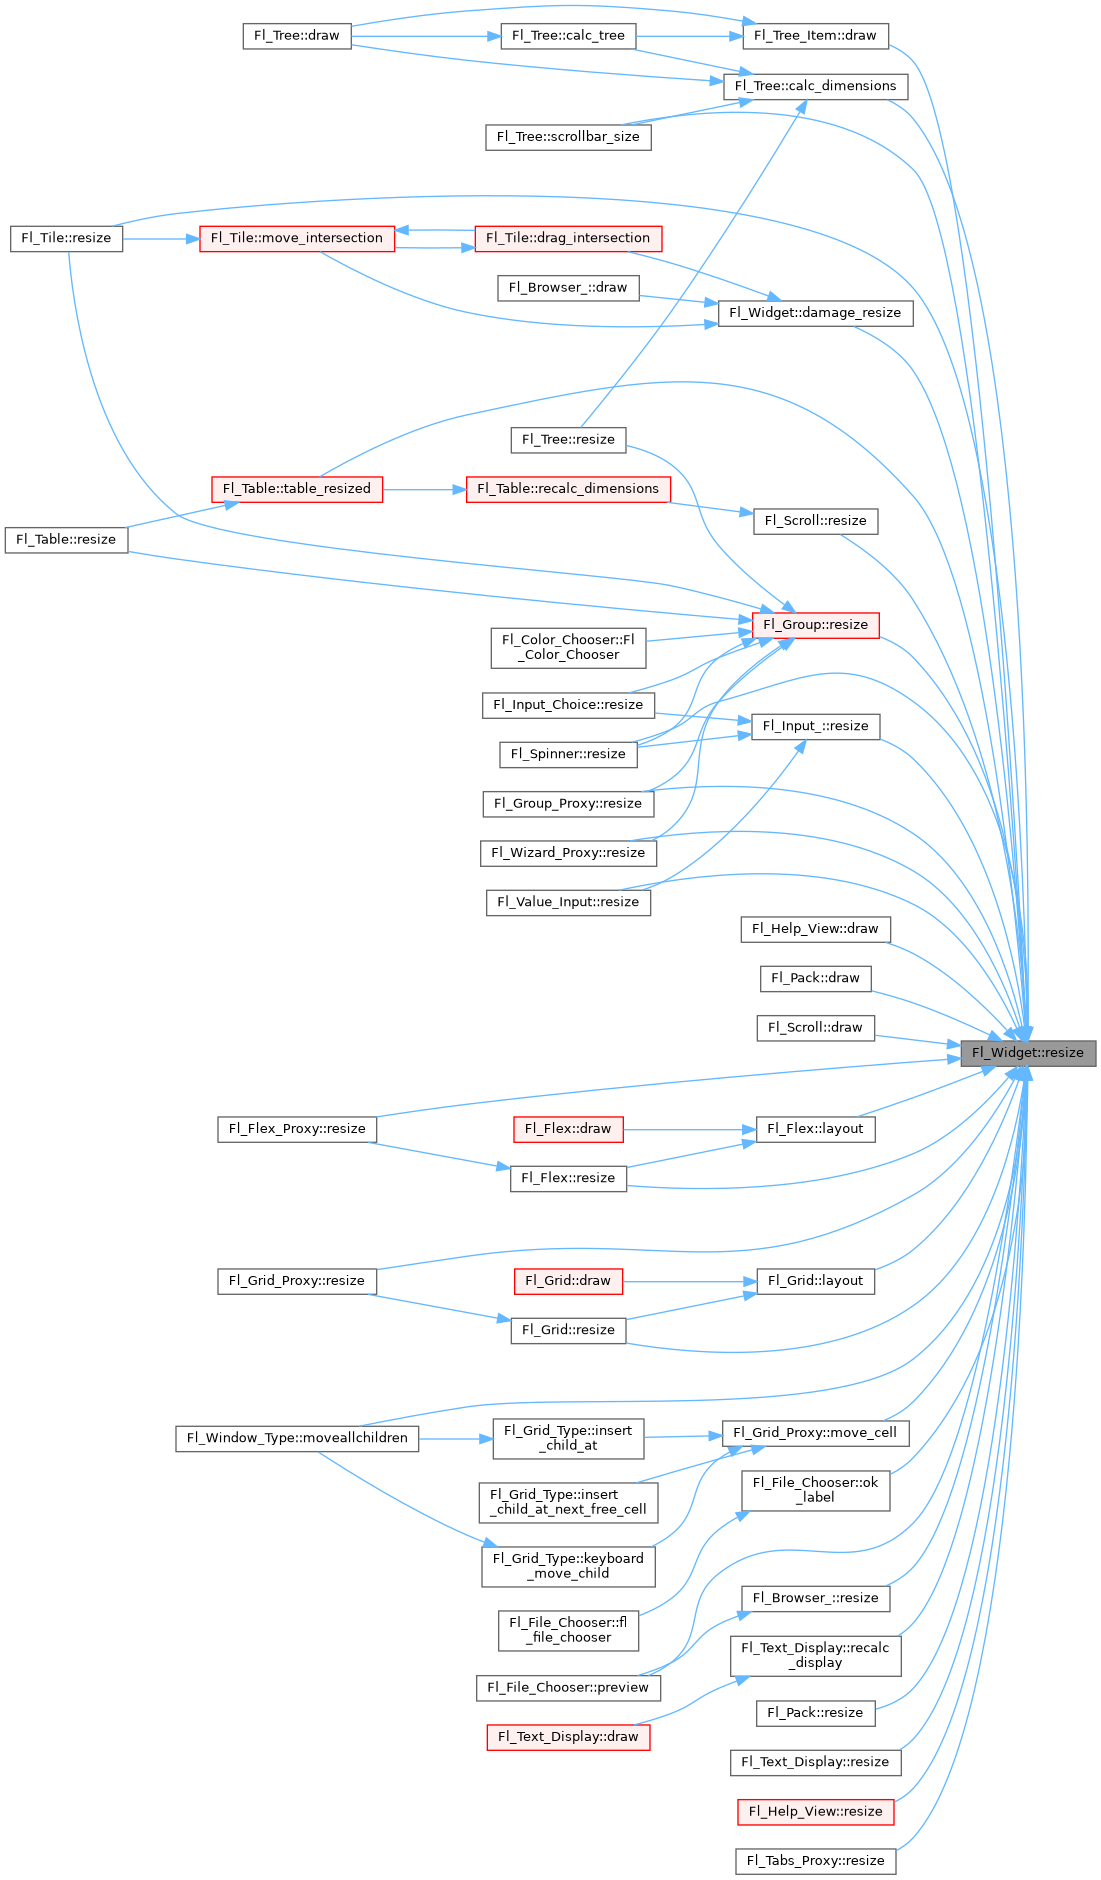 Fl_Tree::draw
Fl_Tree::calc_tree
Fl_Tree_Item::draw
Fl_Tree::calc_dimensions
Fl_Tree::scrollbar_size
Fl_Tile::resize
Fl_Tile::move_intersection
Fl_Tile::drag_intersection
Fl_Browser_::draw
Fl_Widget::damage_resize
Fl_Tree::resize
Fl_Table::table_resized
Fl_Table::recalc_dimensions
Fl_Scroll::resize
Fl_Table::resize
Fl_Group::resize
Fl_Color_Chooser::Fl
_Color_Chooser
Fl_Input_Choice::resize
Fl_Input_::resize
Fl_Spinner::resize
Fl_Group_Proxy::resize
Fl_Wizard_Proxy::resize
Fl_Value_Input::resize
Fl_Help_View::draw
Fl_Pack::draw
Fl_Scroll::draw
Fl_Widget::resize
Fl_Flex_Proxy::resize
Fl_Flex::draw
Fl_Flex::layout
Fl_Flex::resize
Fl_Grid_Proxy::resize
Fl_Grid::draw
Fl_Grid::layout
Fl_Grid::resize
Fl_Window_Type::moveallchildren
Fl_Grid_Type::insert
_child_at
Fl_Grid_Proxy::move_cell
Fl_Grid_Type::insert
_child_at_next_free_cell
Fl_File_Chooser::ok
_label
Fl_Grid_Type::keyboard
_move_child
Fl_Browser_::resize
Fl_File_Chooser::fl
_file_chooser
Fl_Text_Display::recalc
_display
Fl_File_Chooser::preview
Fl_Pack::resize
Fl_Text_Display::draw
Fl_Text_Display::resize
Fl_Help_View::resize
Fl_Tabs_Proxy::resize